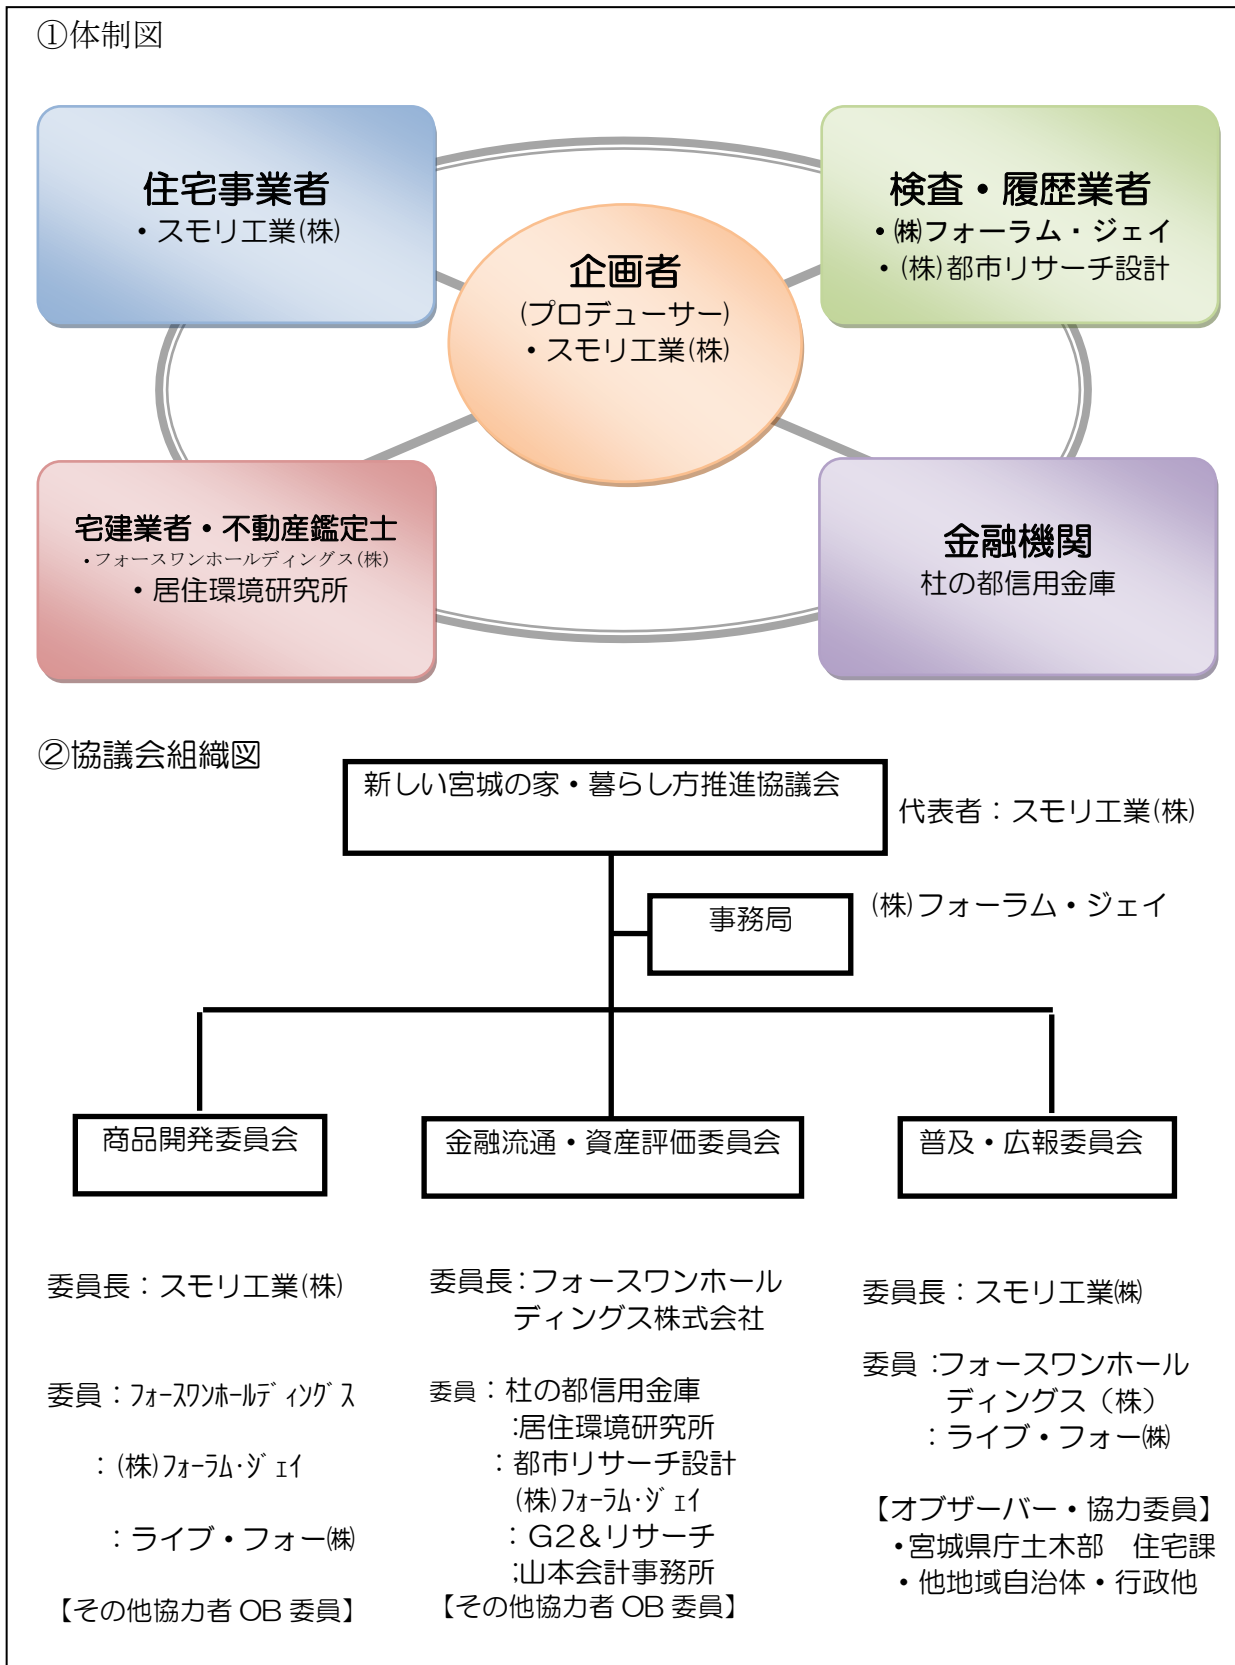 ①体制図
住宅事業者
・スモリ工業(株)
検査・履歴業者
・㈱フォーラム・ジェイ
・(株)都市リサーチ設計
企画者
(プロデューサー)
・スモリ工業(株)
宅建業者・不動産鑑定士
・フォースワンホールディングス(株)
・居住環境研究所
金融機関
杜の都信用金庫
②協議会組織図
新しい宮城の家・暮らし方推進協議会
代表者：スモリ工業(株)
事務局
(株)フォーラム・ジェイ
商品開発委員会
金融流通・資産評価委員会
普及・広報委員会
委員長：スモリ工業(株)
委員：ﾌｫｰｽﾜﾝﾎｰﾙﾃﾞｨﾝｸﾞｽ
：(株)ﾌｫｰﾗﾑ・ｼﾞｪｲ
：ライブ・フォー㈱
【その他協力者 OB 委員】
委員長：フォースワンホール
ディングス株式会社
委員：杜の都信用金庫
:居住環境研究所
：都市リサーチ設計
(株)ﾌｫｰﾗﾑ・ｼﾞｪｲ
：G2&リサーチ
;山本会計事務所
【その他協力者 OB 委員】
委員長：スモリ工業㈱
委員：フォースワンホール
ディングス（株）
：ライブ・フォー㈱
【オブザーバー・協力委員】
・宮城県庁土木部　住宅課
・他地域自治体・行政他